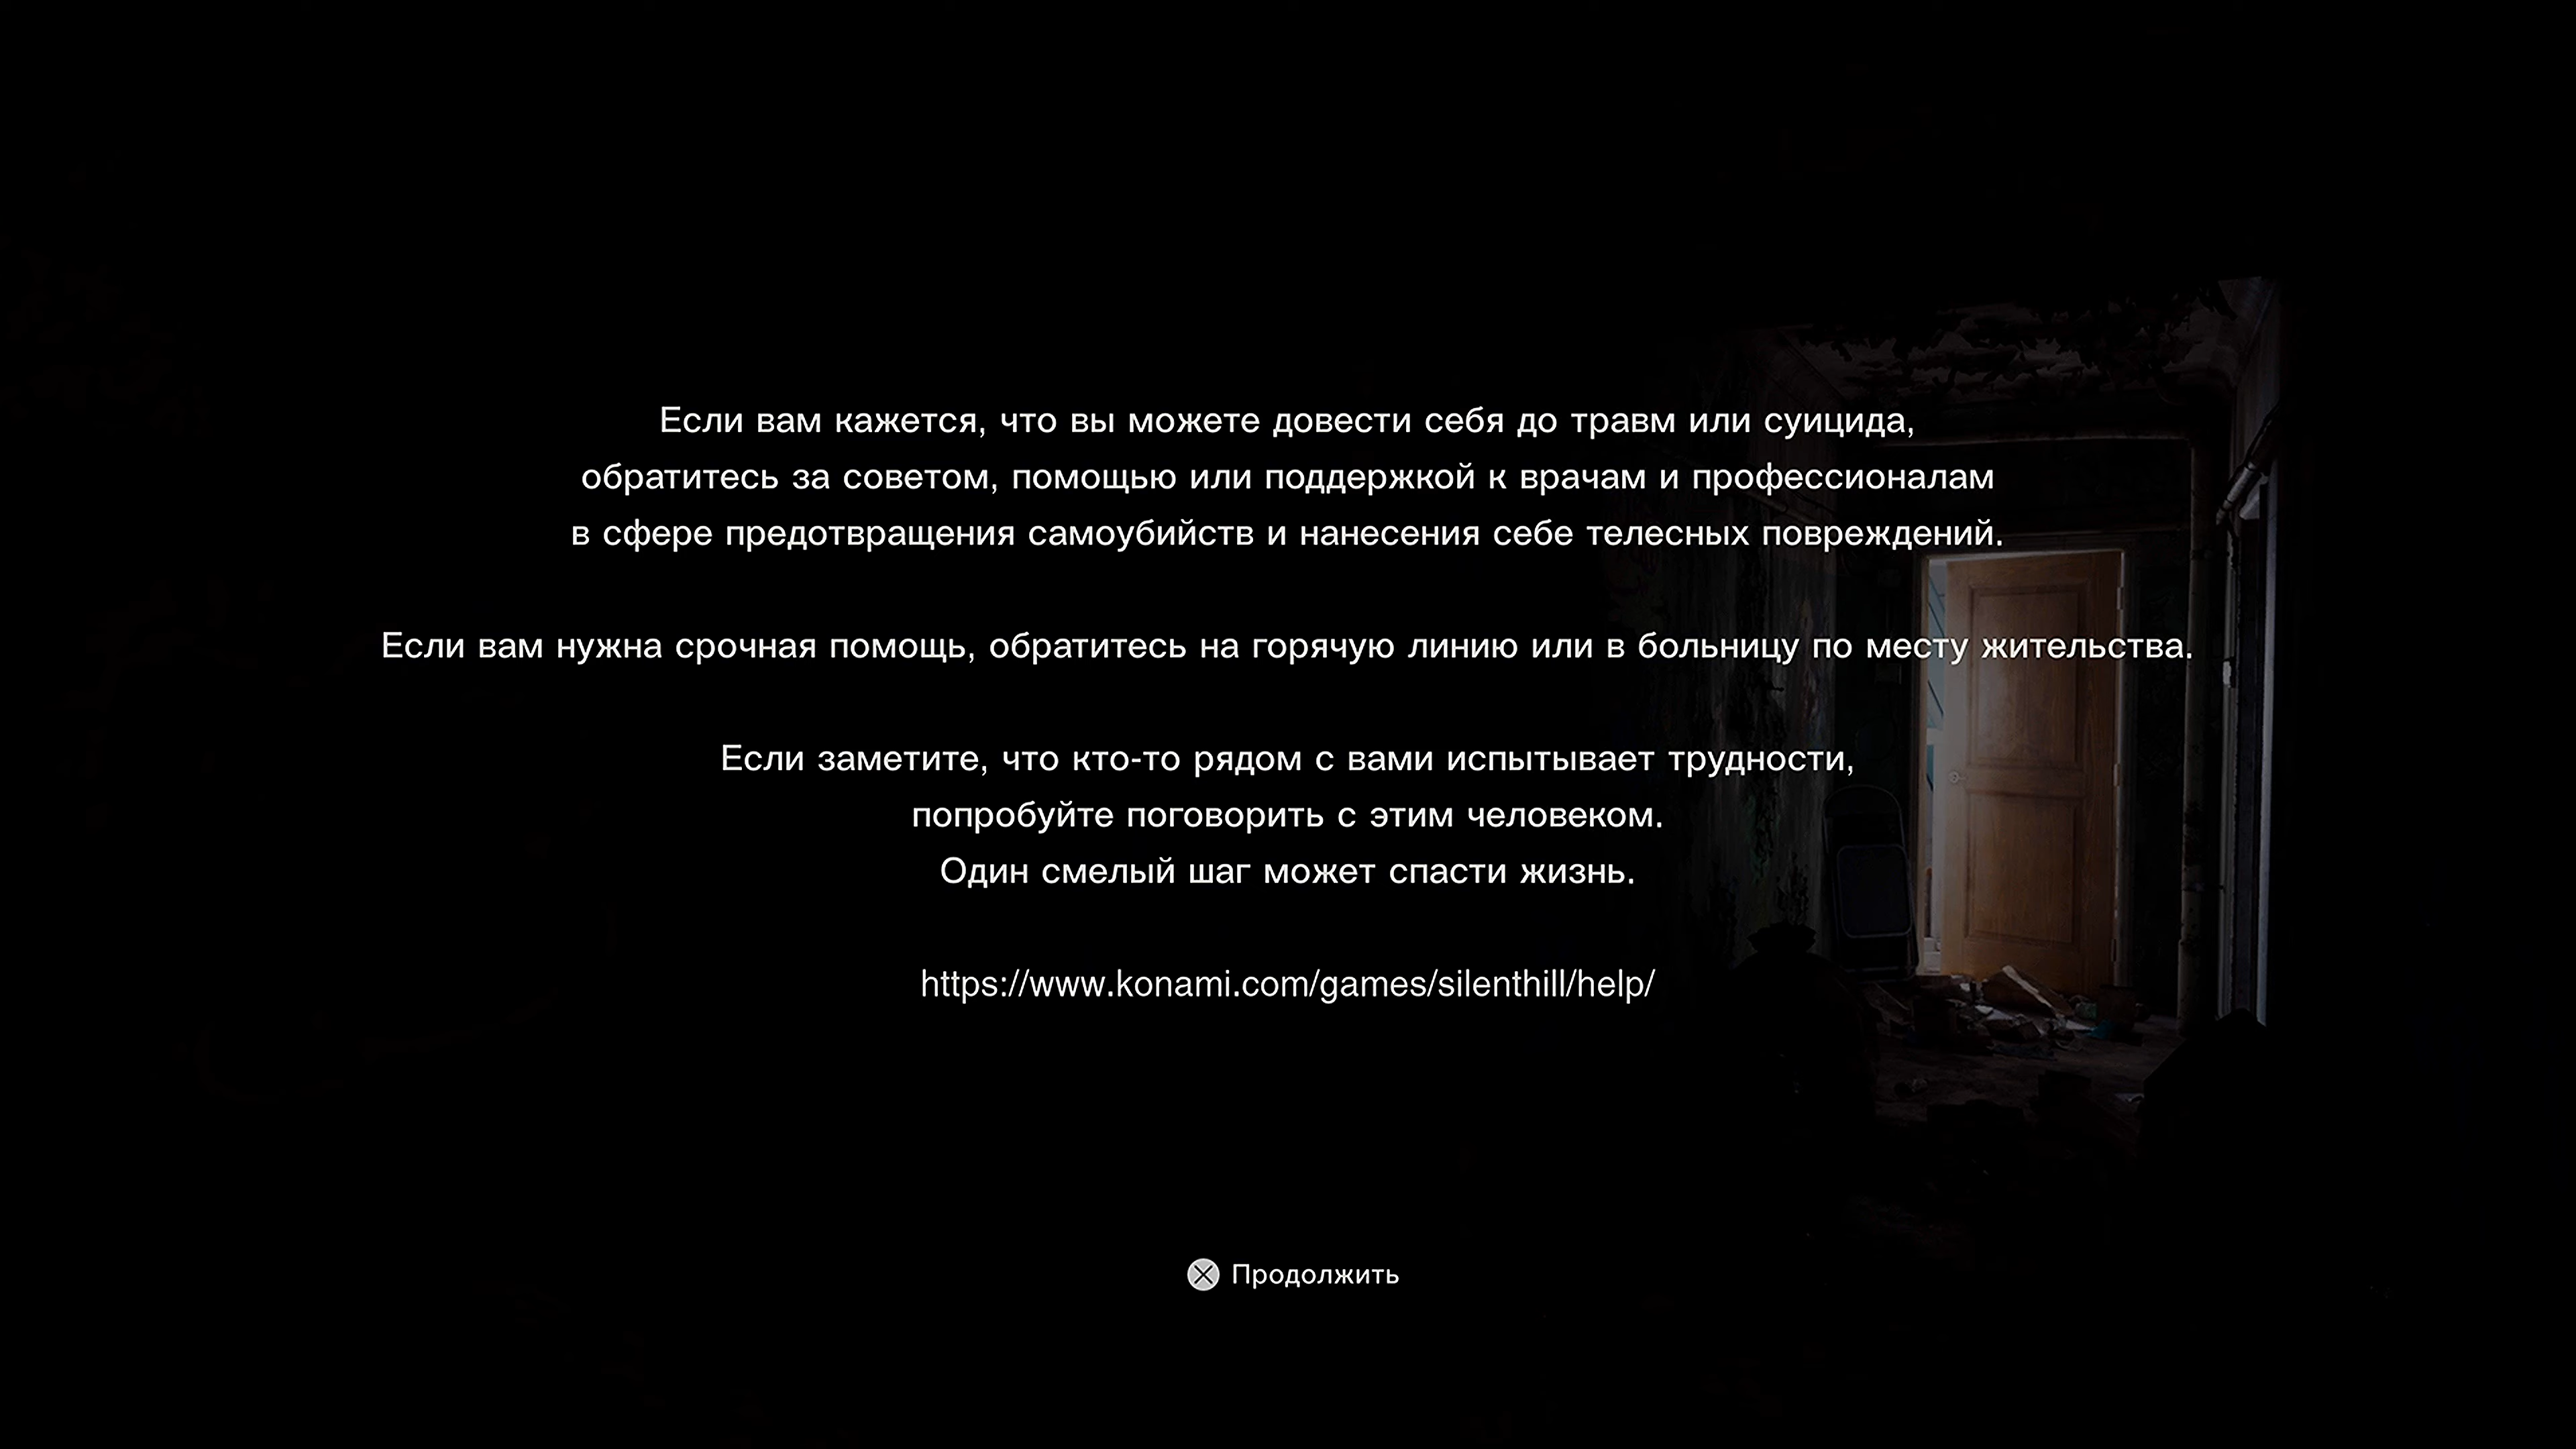 Если вам кажется, что вы можете довести себя до травм или суицида,
обратитесь за советом, помощью или поддержкой к врачам и профессионалам
в сфере предотвращения самоубийств и нанесения себе телесных повреждений.
Если вам нужна срочная помощь, обратитесь на горячую линию или в больницу по месту жительства.
Если заметите, что кто-то рядом с вами испытывает трудности,
попробуйте поговорить с этим человеком.
Один смелый шаг может спасти жизнь.
https://www.konami.com/games/silenthill/help/
Продолжить